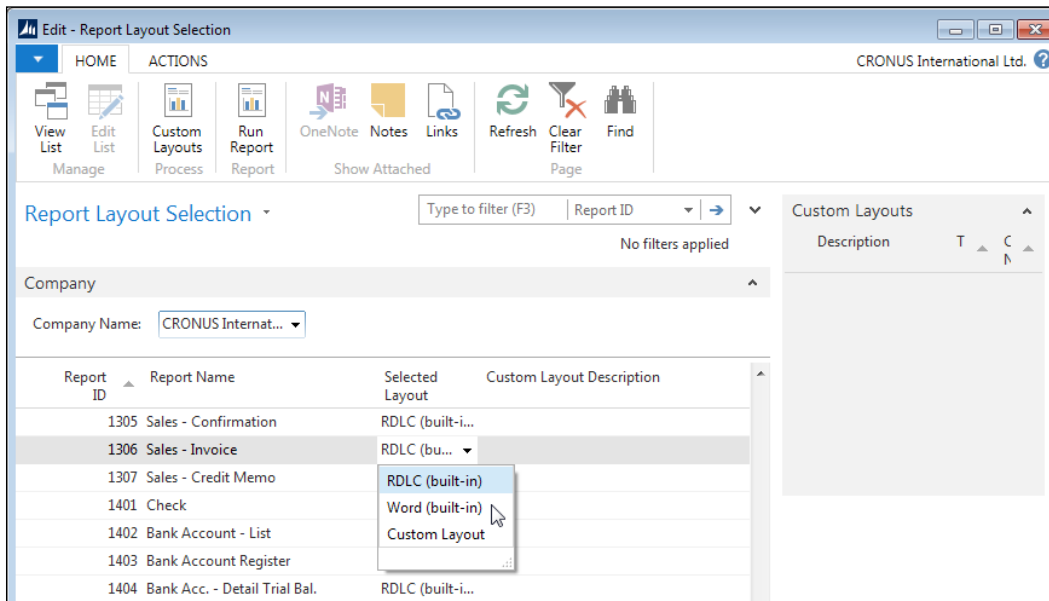 Edit - Report Layout Selection
HOME ACTIONS CRONUS International Ltd.
View List Edit List Custom Layouts Run Report OneNote Notes Links Refresh Clear Filter Find
Manage Process Report Show Attached Page
Report Layout Selection Type to filter (F3) Report ID Custom Layouts
No filters applied Description T C N
Company
Company Name: CRONUS Internat...
Report ID Report Name Selected Layout Custom Layout Description
1305 Sales - Confirmation RDLC (built-i...
1306 Sales - Invoice RDLC (bu...
1307 Sales - Credit Memo RDLC (built-in)
1401 Check Word (built-in)
1402 Bank Account - List Custom Layout
1403 Bank Account Register
1404 Bank Acc. - Detail Trial Bal. RDLC (built-i...